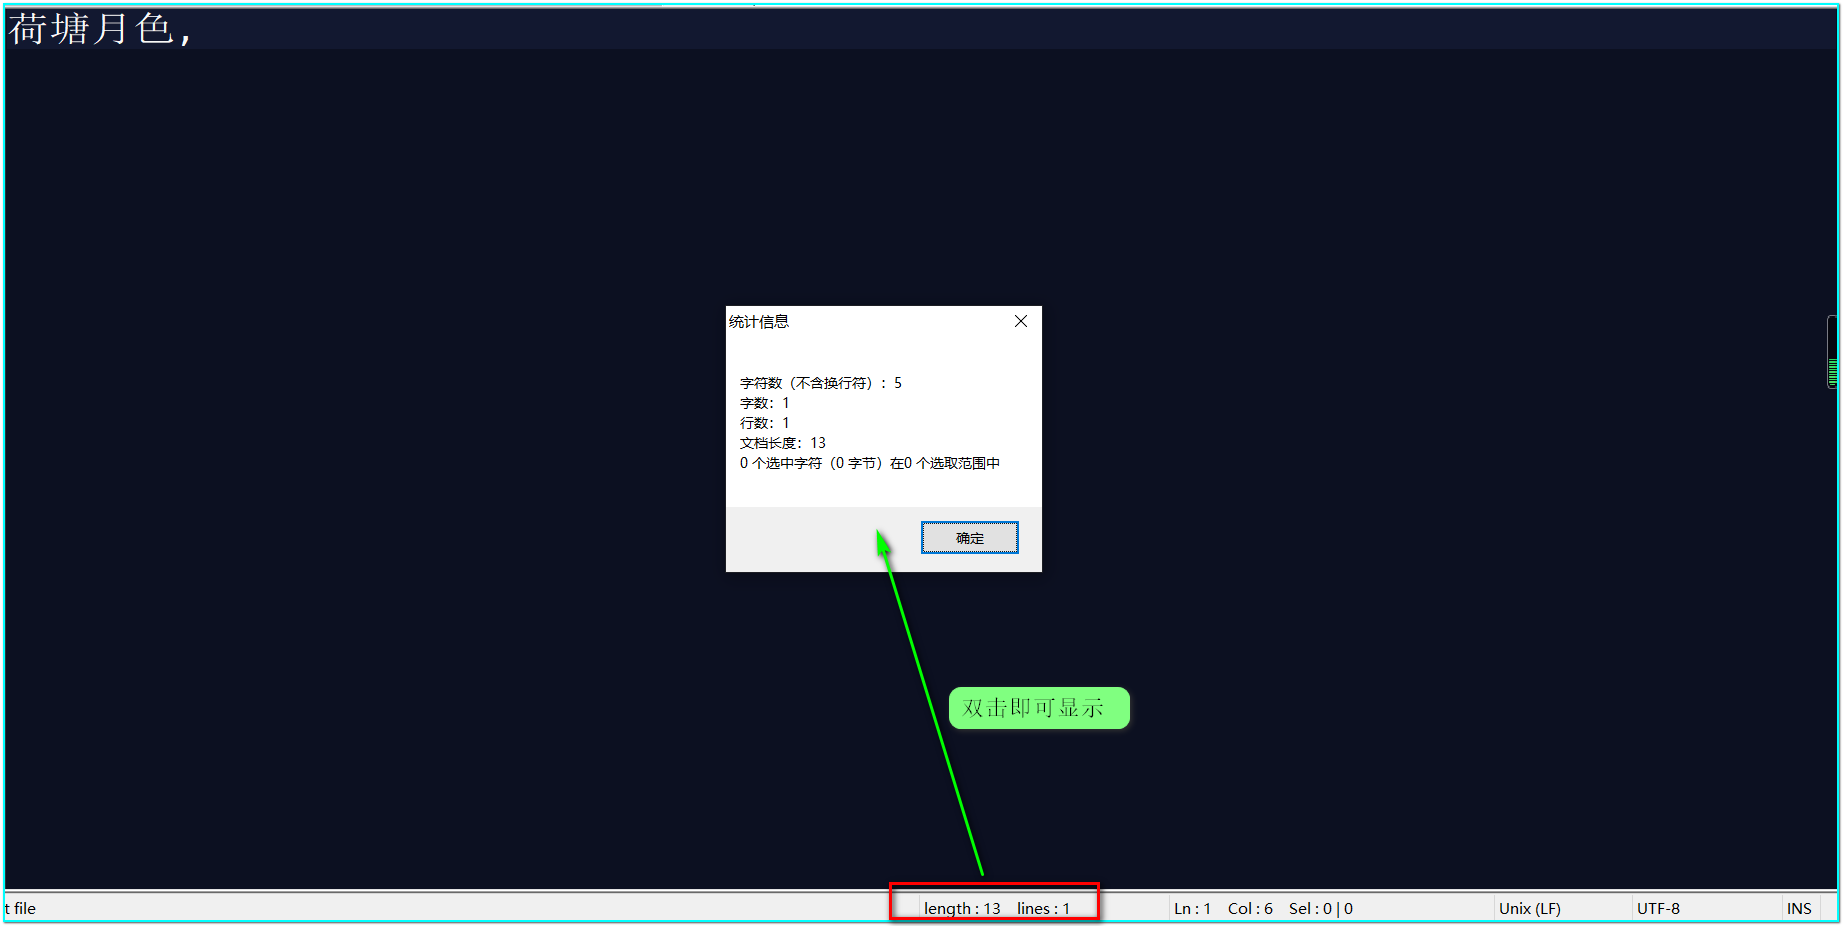 荷塘月色,
统计信息
字符数（不含换行符）：5
字数：1
行数：1
文档长度：13
0 个选中字符（0 字节）在0 个选取范围中
确定
双击即可显示
t file length : 13 lines : 1 Ln : 1 Col : 6 Sel : 0 | 0 Unix (LF) UTF-8 INS